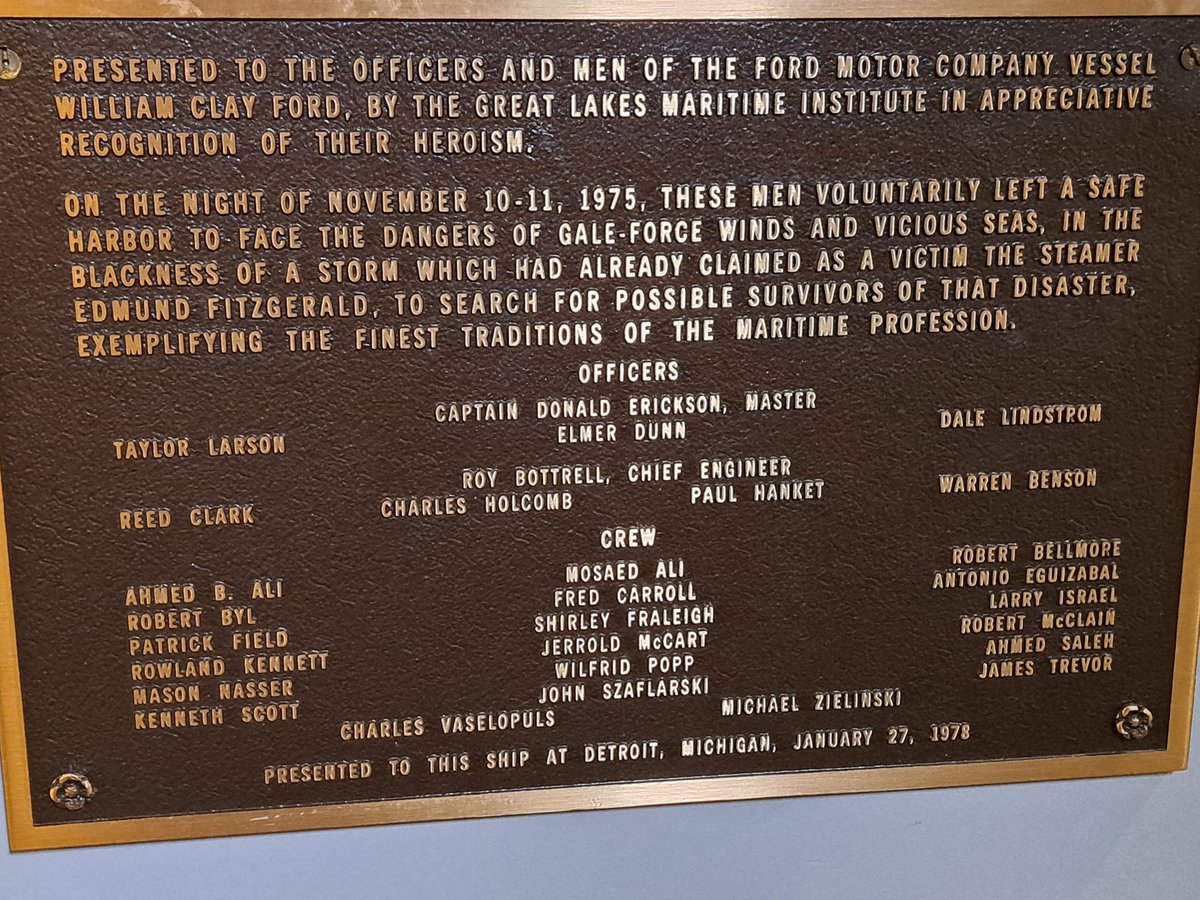 PRESENTED TO THE OFFICERS AND MEN OF THE FORD MOTOR COMPANY VESSEL
WILLIAM CLAY FORD, BY THE GREAT LAKES MARITIME INSTITUTE IN APPRECIATIVE
RECOGNITION OF THEIR HEROISM.
ON THE NIGHT OF NOVEMBER 10-11, 1975, THESE MEN VOLUNTARILY LEFT A SAFE
HARBOR TO FACE THE DANGERS OF GALE-FORCE WINDS AND VICIOUS SEAS, IN THE
BLACKNESS OF A STORM WHICH HAD ALREADY CLAIMED AS A VICTIM THE STEAMER
EDMUND FITZGERALD, TO SEARCH FOR POSSIBLE SURVIVORS OF THAT DISASTER,
EXEMPLIFYING THE FINEST TRADITIONS OF THE MARITIME PROFESSION.
OFFICERS
CAPTAIN DONALD ERICKSON, MASTER
TAYLOR LARSON ELMER DUNN DALE LINDSTROM
ROY BOTTRELL, CHIEF ENGINEER
REED CLARK CHARLES HOLCOMB PAUL HANKET WARREN BENSON
CREW
AHMED B. ALI MOSAED ALI ROBERT BELLMORE
ROBERT BYL FRED CARROLL ANTONIO EGUIZABAL
PATRICK FIELD SHIRLEY FRALEIGH LARRY ISRAEL
ROWLAND KENNETT JERROLD McCART ROBERT McCLAIN
MASON NASSER WILFRID POPP AHMED SALEH
KENNETH SCOTT JOHN SZAFLARSKI JAMES TREVOR
CHARLES VASELOPULS MICHAEL ZIELINSKI
PRESENTED TO THIS SHIP AT DETROIT, MICHIGAN, JANUARY 27, 1978